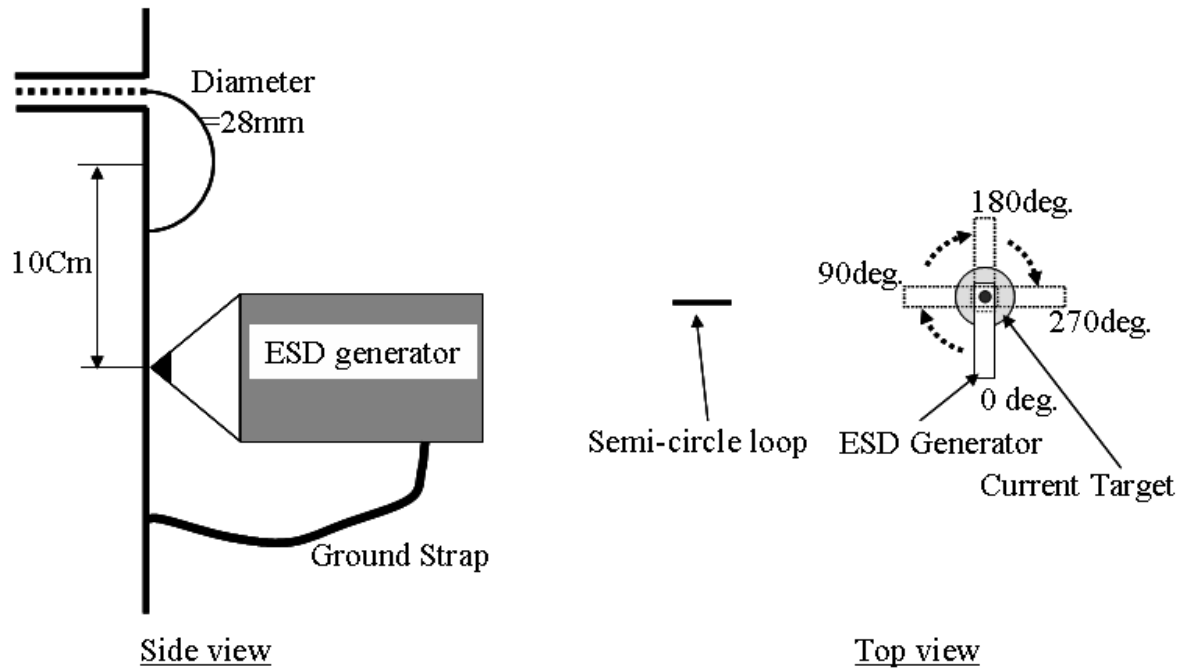 Diameter
=28mm
10Cm
ESD generator
Ground Strap
Side view
180deg.
90deg.
270deg.
0 deg.
Semi-circle loop
ESD Generator
Current Target
Top view